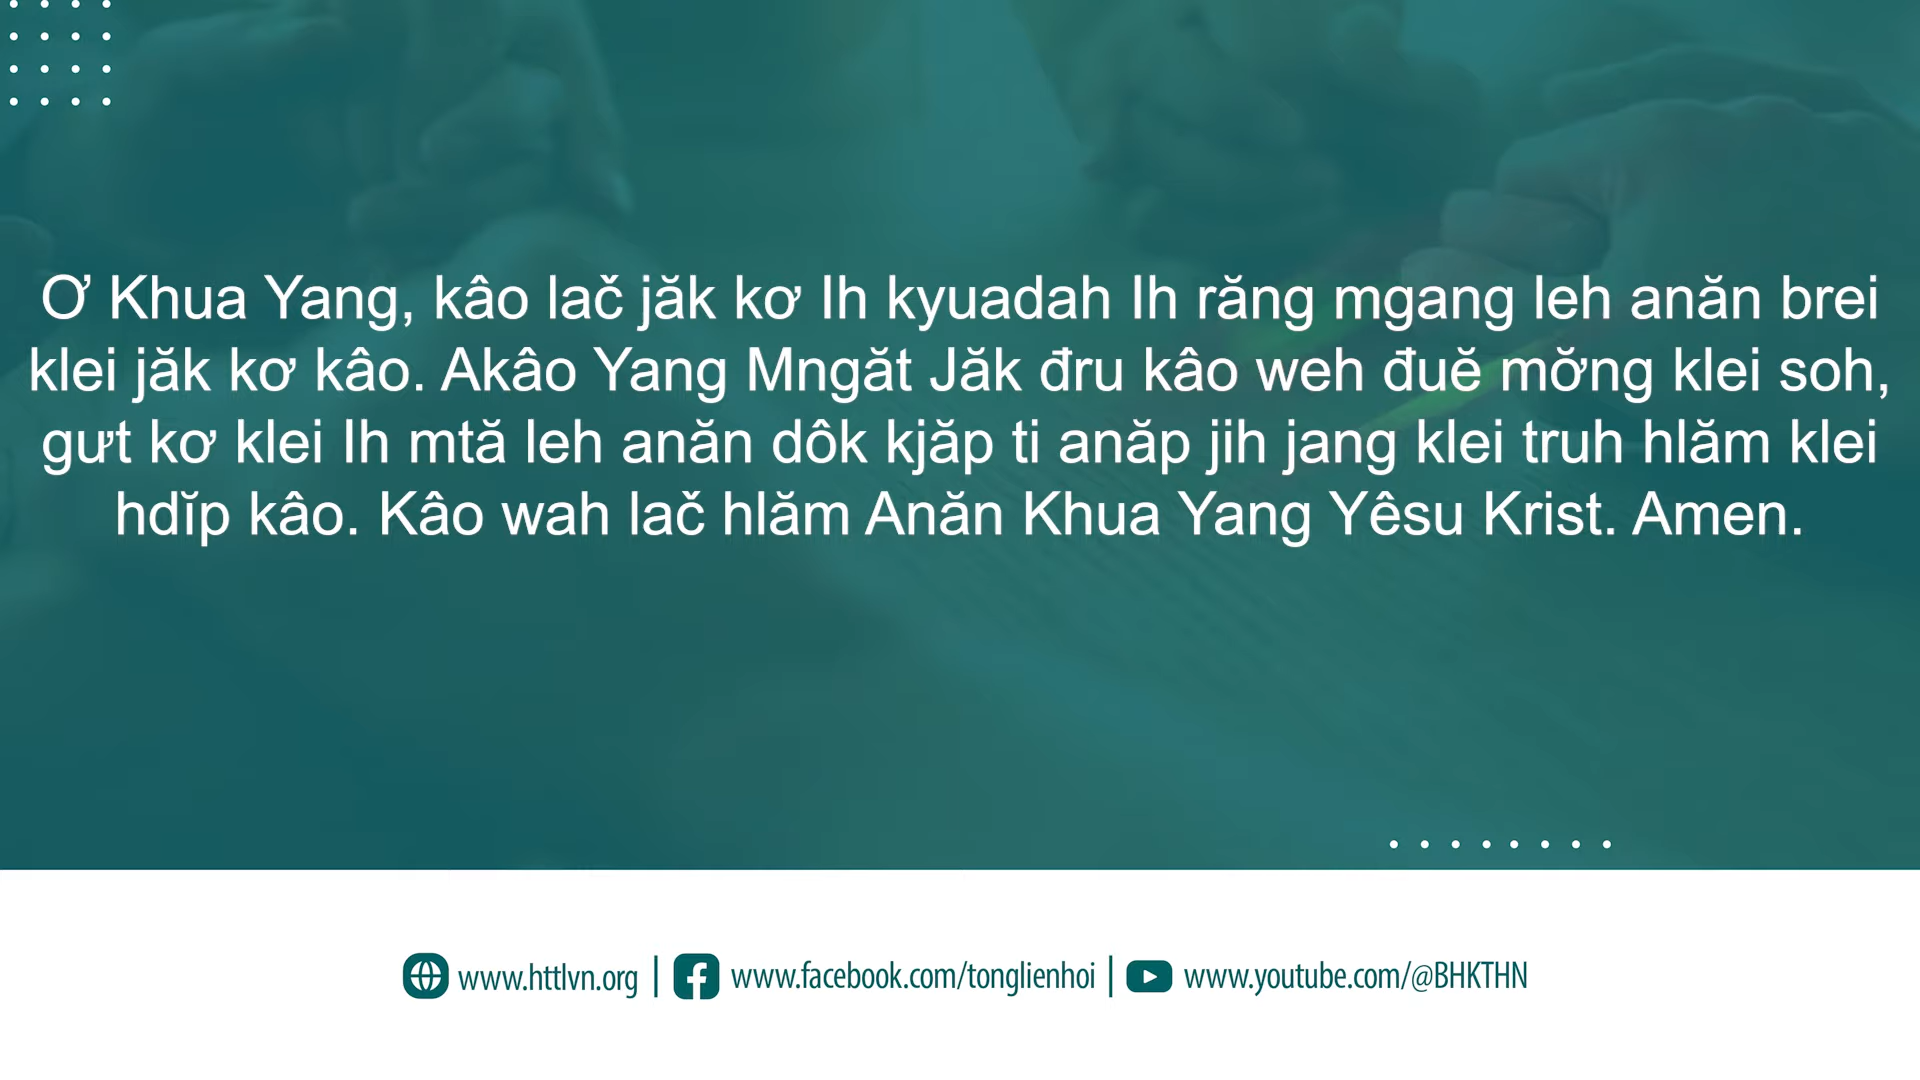 Ơ Khua Yang, kâo lač jăk kơ Ih kyuadah Ih răng mgang leh anăn brei
klei jăk kơ kâo. Akâo Yang Mngăt Jăk đru kâo weh đuĕ mơ̆ng klei soh,
gưt kơ klei Ih mtă leh anăn dôk kjăp ti anăp jih jang klei truh hlăm klei
hdĭp kâo. Kâo wah lač hlăm Anăn Khua Yang Yêsu Krist. Amen.
www.httlvn.org | www.facebook.com/tonglienhoi | www.youtube.com/@BHKTHN